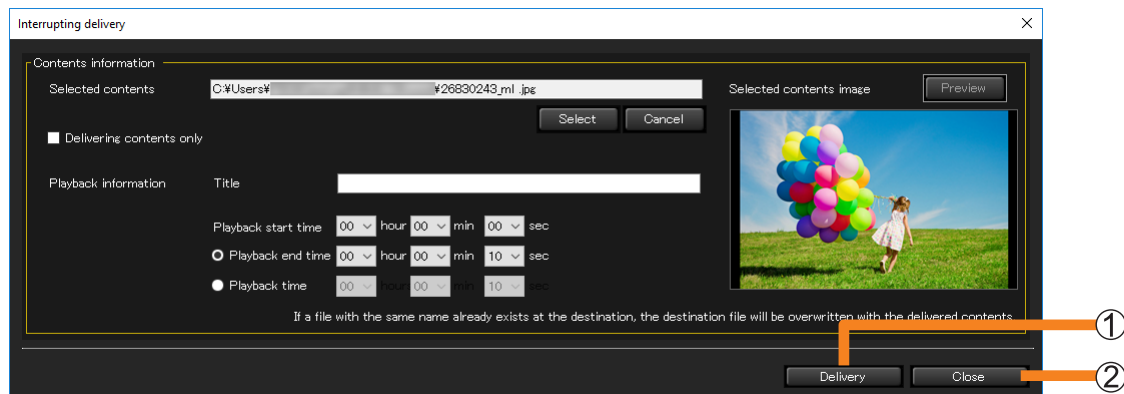 Interrupting delivery
Contents information
Selected contents C:¥Users¥ ¥26830243_ml .jpg Selected contents image Preview
Select Cancel
Delivering contents only
Playback information Title
Playback start time 00 hour 00 min 00 sec
Playback end time 00 hour 00 min 10 sec
Playback time 00 hour 00 min 10 sec
If a file with the same name already exists at the destination, the destination file will be overwritten with the delivered contents.
①
Delivery Close ②